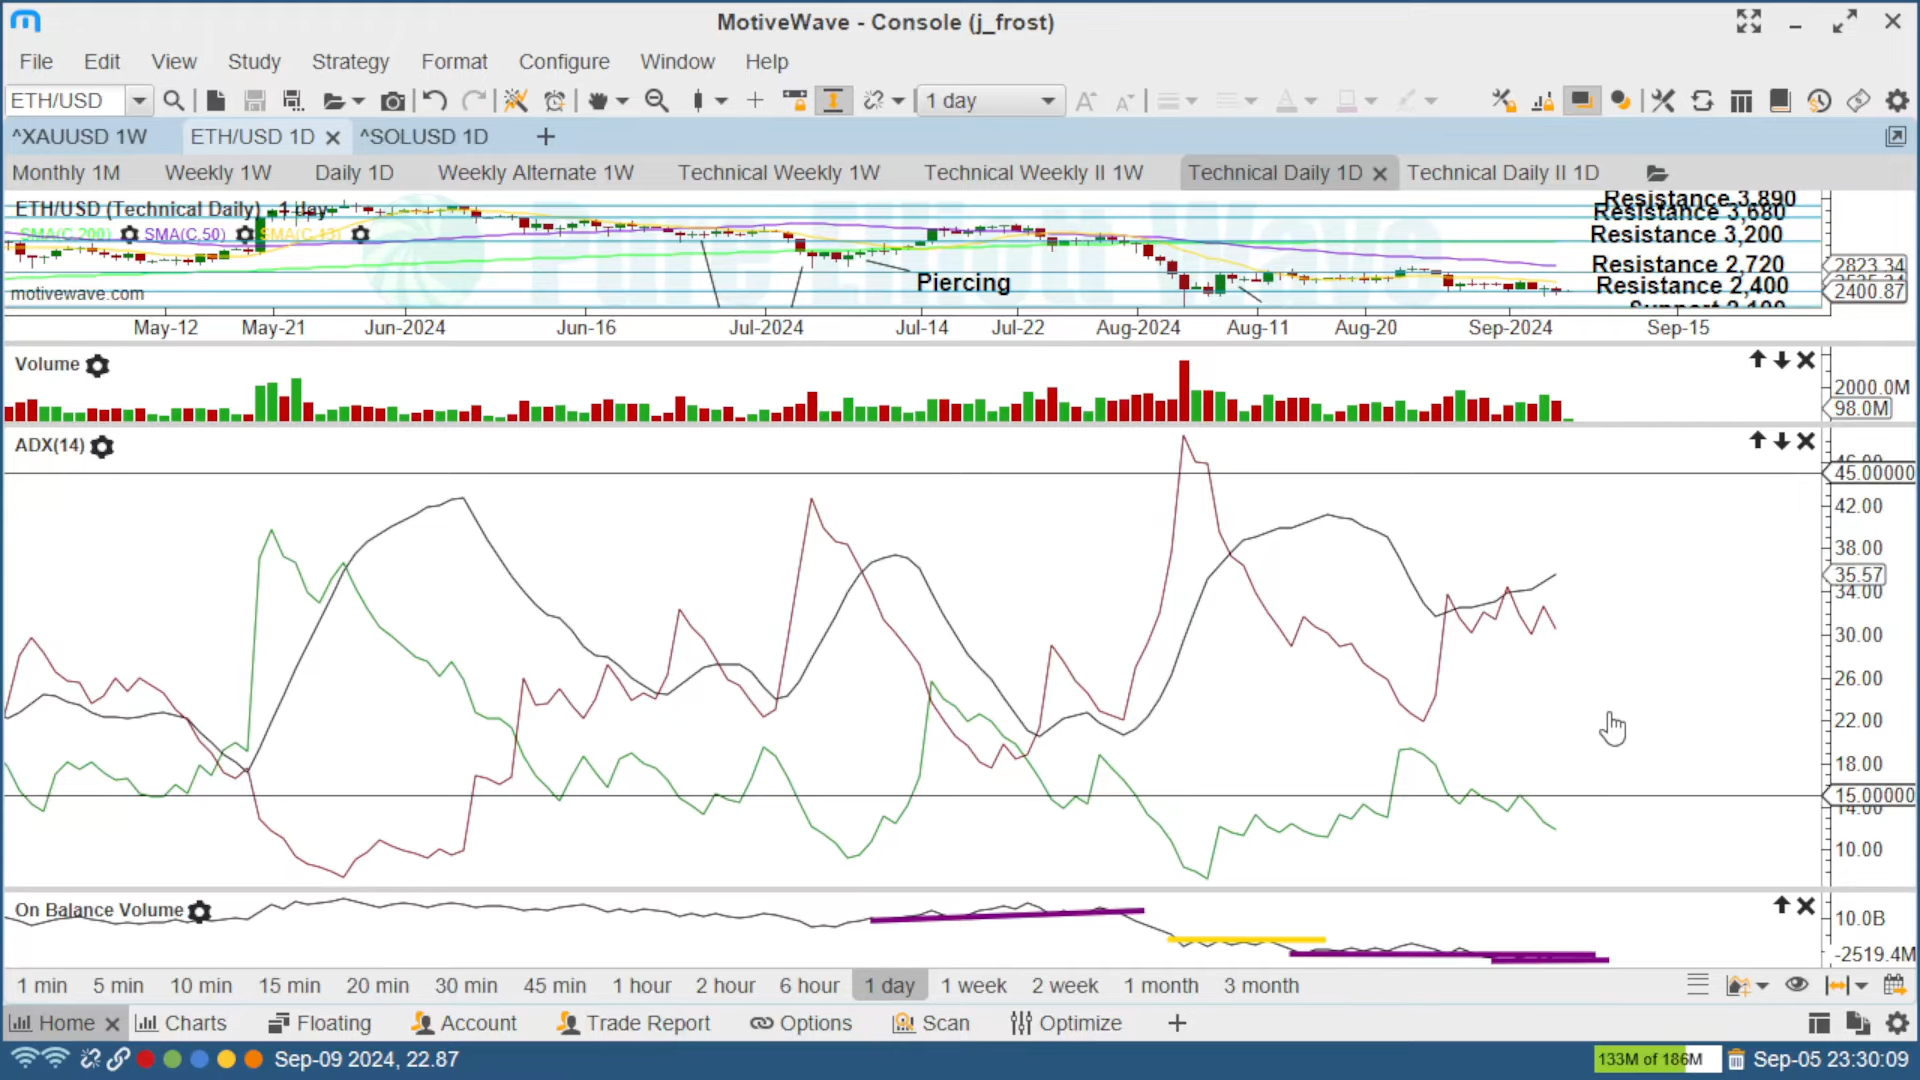 MotiveWave - Console (j_frost)
File Edit View Study Strategy Format Configure Window Help
ETH/USD 1 day
^XAUUSD 1W ETH/USD 1D ^SOLUSD 1D
Monthly 1M Weekly 1W Daily 1D Weekly Alternate 1W Technical Weekly 1W Technical Weekly II 1W Technical Daily 1D Technical Daily II 1D
ETH/USD (Technical Daily) 1 day
SMA(C,200) SMA(C,50) SMA(C,13)
Resistance 3,890
Resistance 3,680
Resistance 3,200
Resistance 2,720
Resistance 2,400
Piercing
2823.34
2400.87
motivewave.com
May-12 May-21 Jun-2024 Jun-16 Jul-2024 Jul-14 Jul-22 Aug-2024 Aug-11 Aug-20 Sep-2024 Sep-15
Volume
2000.0M
98.0M
ADX(14)
45.00000
42.00
38.00
35.57
34.00
30.00
26.00
22.00
18.00
15.00000
14.00
10.00
On Balance Volume
10.0B
-2519.4M
1 min 5 min 10 min 15 min 20 min 30 min 45 min 1 hour 2 hour 6 hour 1 day 1 week 2 week 1 month 3 month
Home Charts Floating Account Trade Report Options Scan Optimize
Sep-09 2024, 22.87
133M of 186M
Sep-05 23:30:09